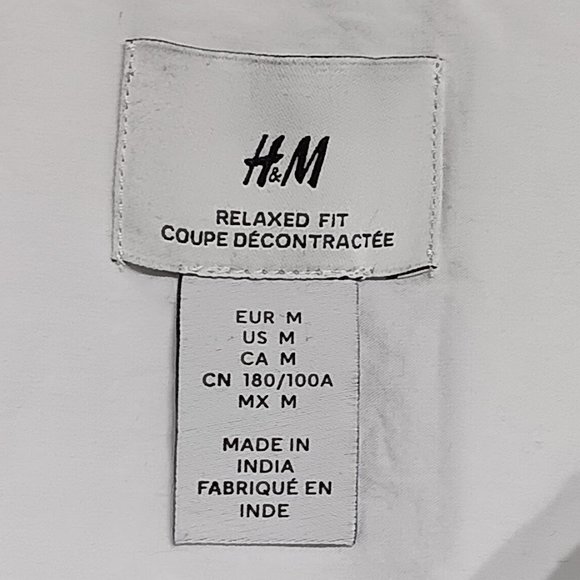 H&M
RELAXED FIT
COUPE DÉCONTRACTÉE
EUR M
US M
CA M
CN 180/100A
MX M
MADE IN
INDIA
FABRIQUÉ EN
INDE